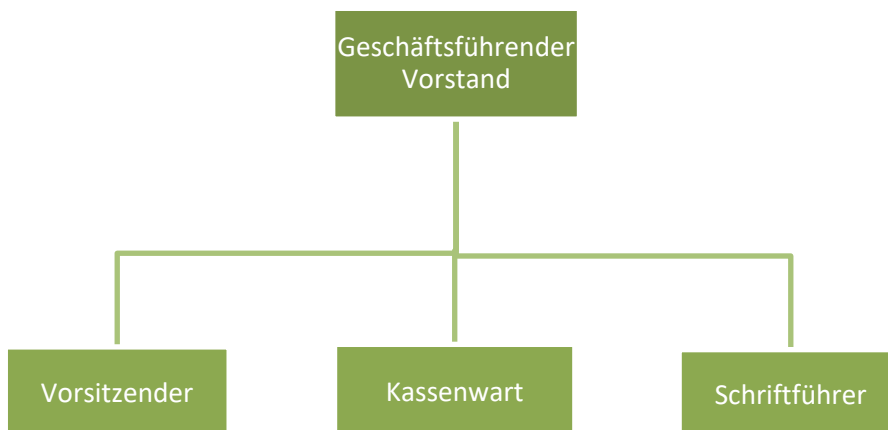 Geschäftsführender
Vorstand
Vorsitzender
Kassenwart
Schriftführer